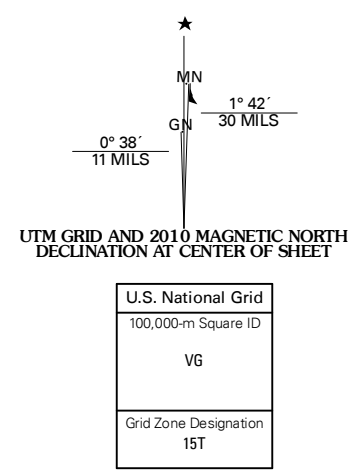 MN
1° 42´
30 MILS
GN
0° 38´
11 MILS
UTM GRID AND 2010 MAGNETIC NORTH
DECLINATION AT CENTER OF SHEET
U.S. National Grid
100,000-m Square ID
VG
Grid Zone Designation
15T